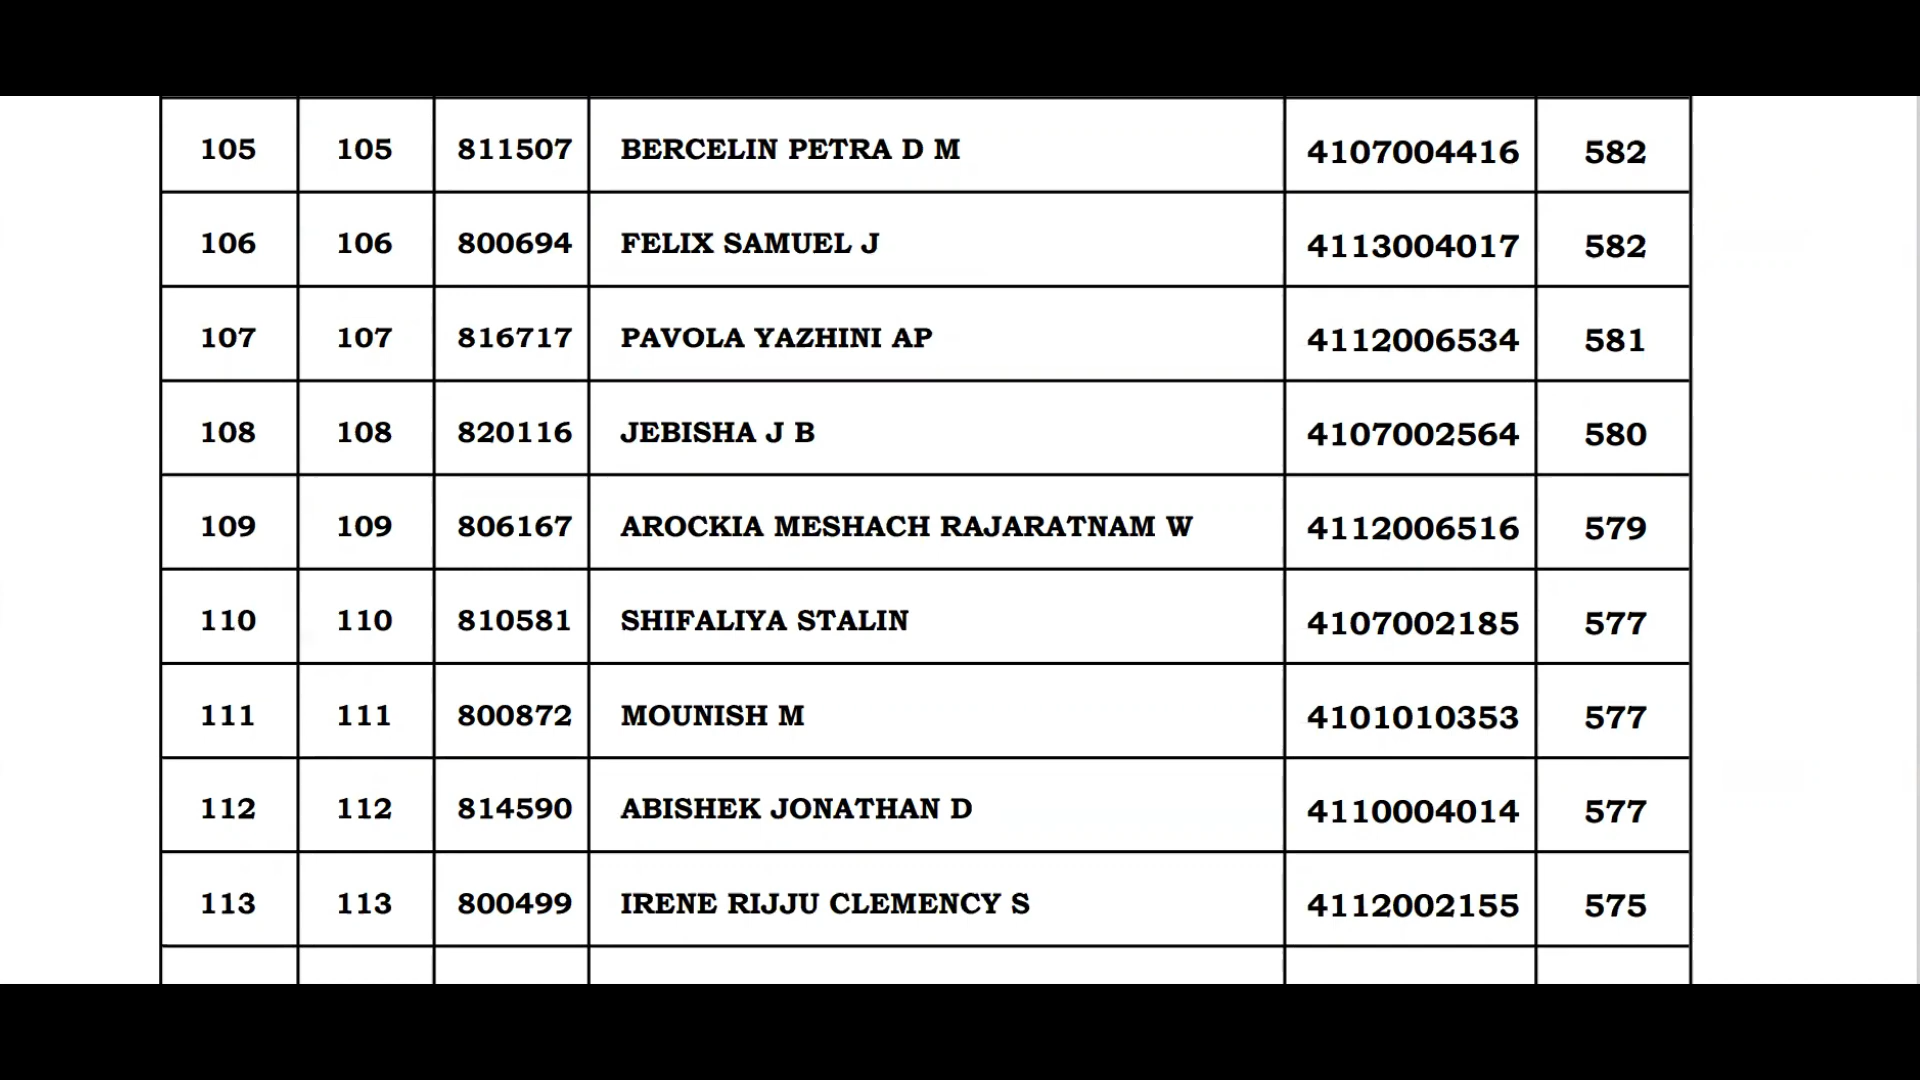 105 105 811507 BERCELIN PETRA D M 4107004416 582
106 106 800694 FELIX SAMUEL J 4113004017 582
107 107 816717 PAVOLA YAZHINI AP 4112006534 581
108 108 820116 JEBISHA J B 4107002564 580
109 109 806167 AROCKIA MESHACH RAJARATNAM W 4112006516 579
110 110 810581 SHIFALIYA STALIN 4107002185 577
111 111 800872 MOUNISH M 4101010353 577
112 112 814590 ABISHEK JONATHAN D 4110004014 577
113 113 800499 IRENE RIJJU CLEMENCY S 4112002155 575